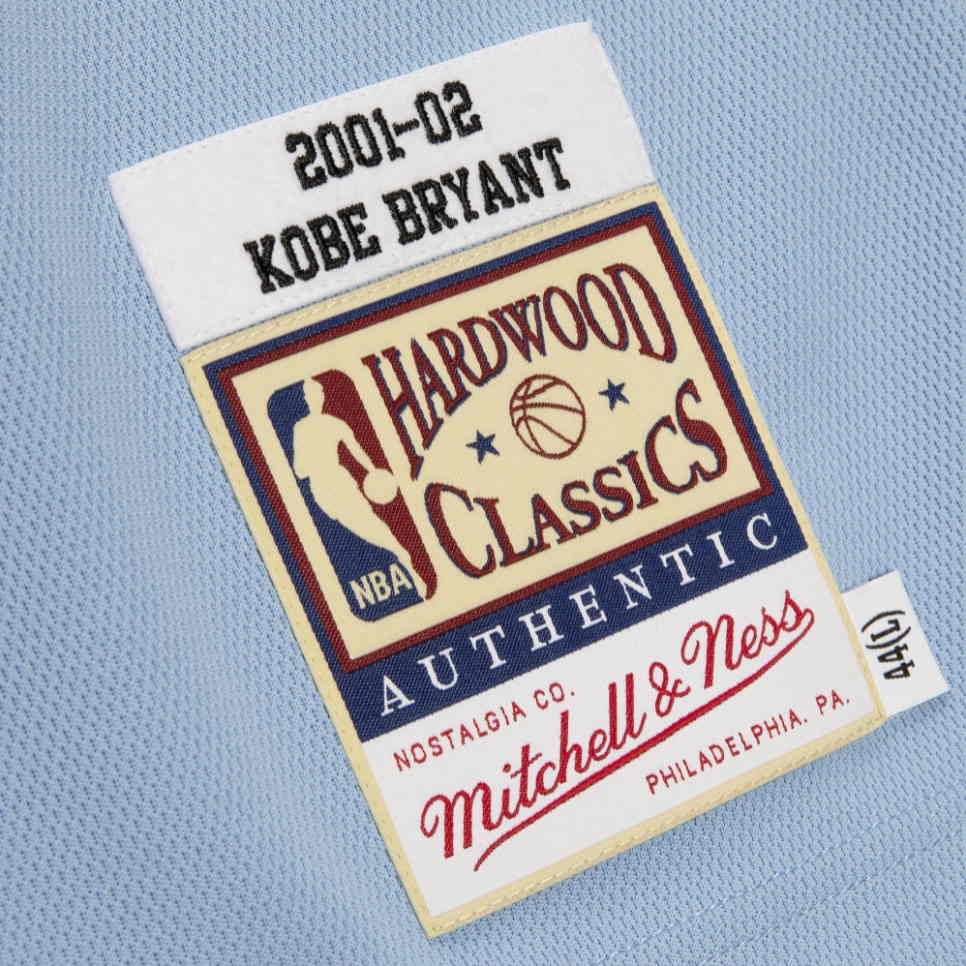 2001-02
KOBE BRYANT
HARDWOOD
CLASSICS
NBA
AUTHENTIC
NOSTALGIA CO.
Mitchell & Ness
PHILADELPHIA. PA.
44(L)